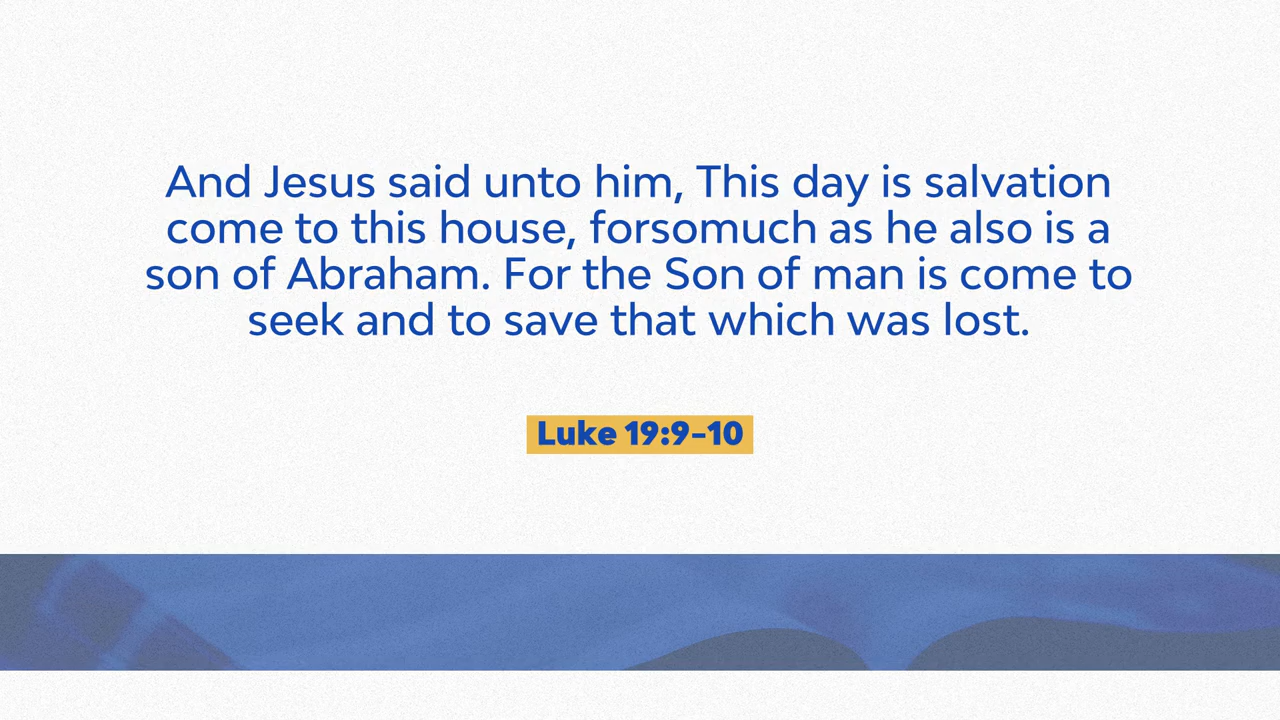 And Jesus said unto him, This day is salvation
come to this house, forsomuch as he also is a
son of Abraham. For the Son of man is come to
seek and to save that which was lost.
Luke 19:9–10